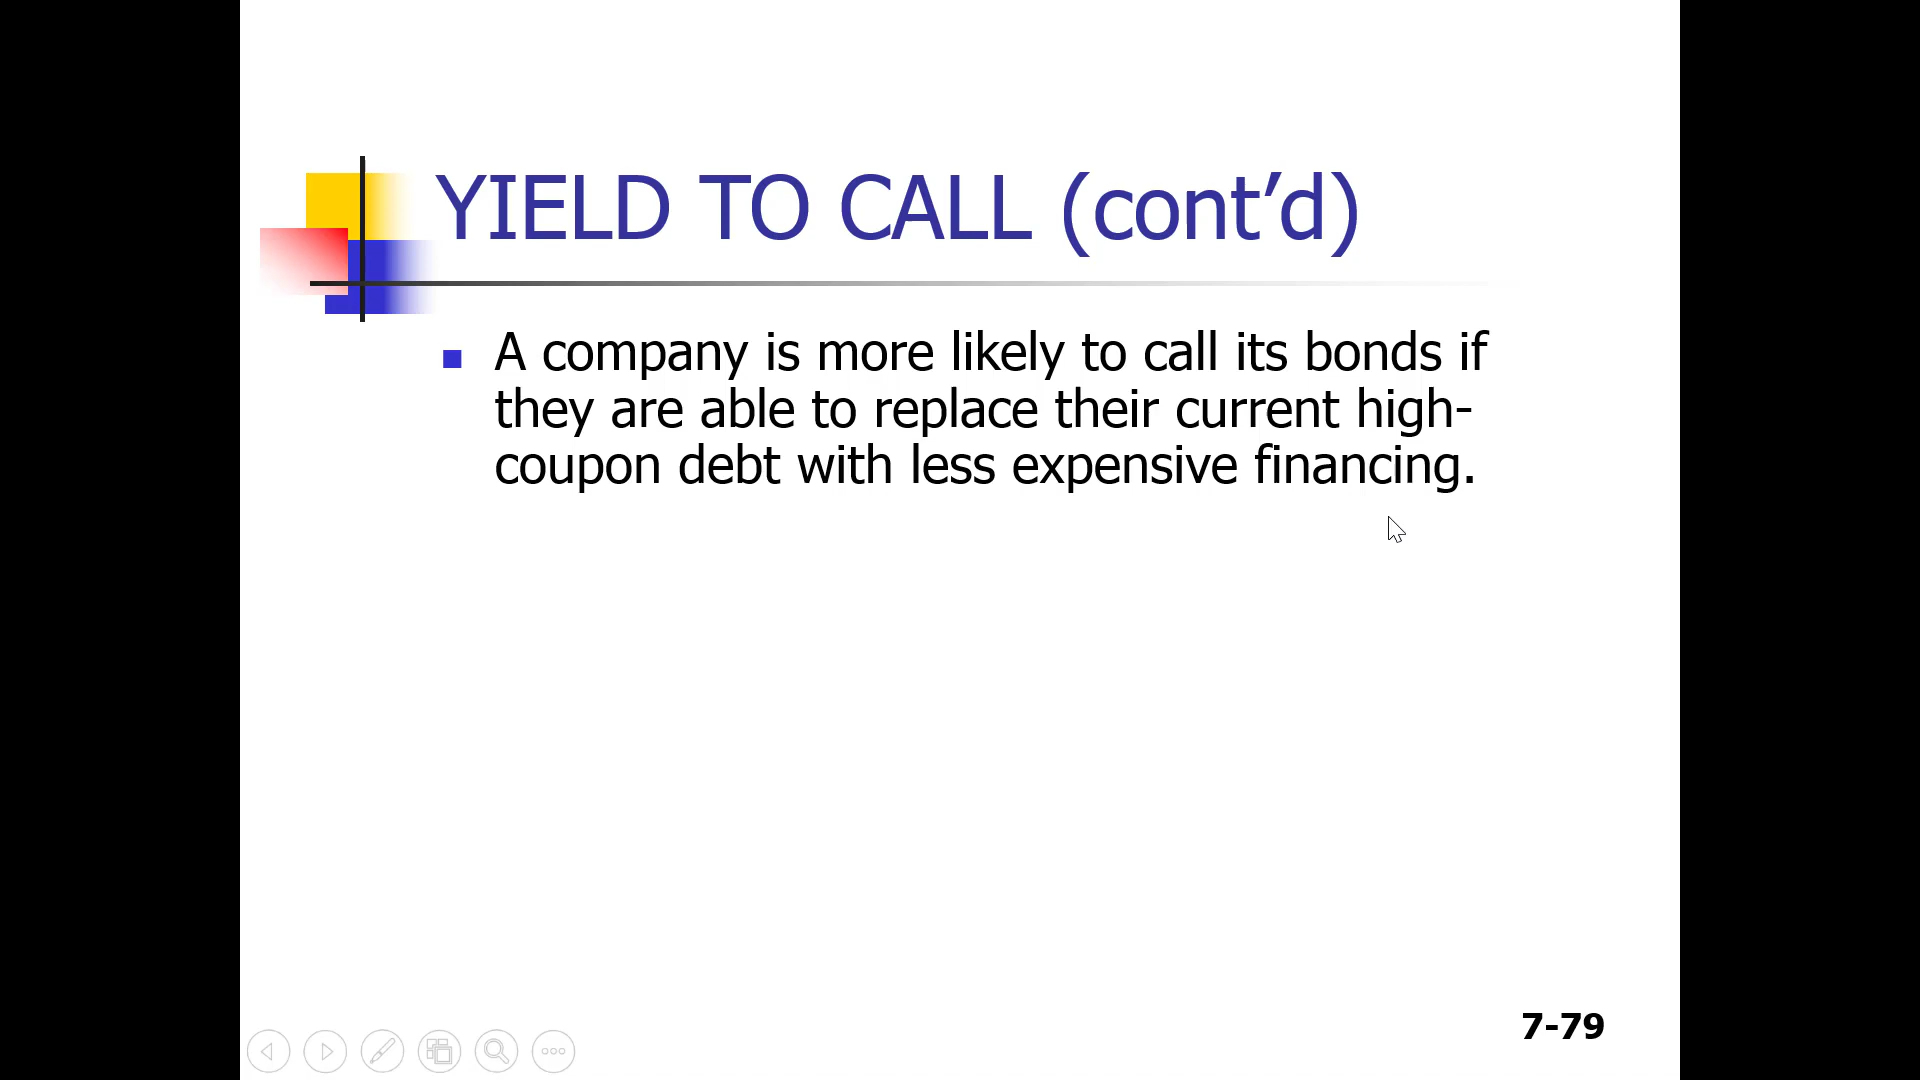 YIELD TO CALL (cont’d)
A company is more likely to call its bonds if
they are able to replace their current high-
coupon debt with less expensive financing.
7-79